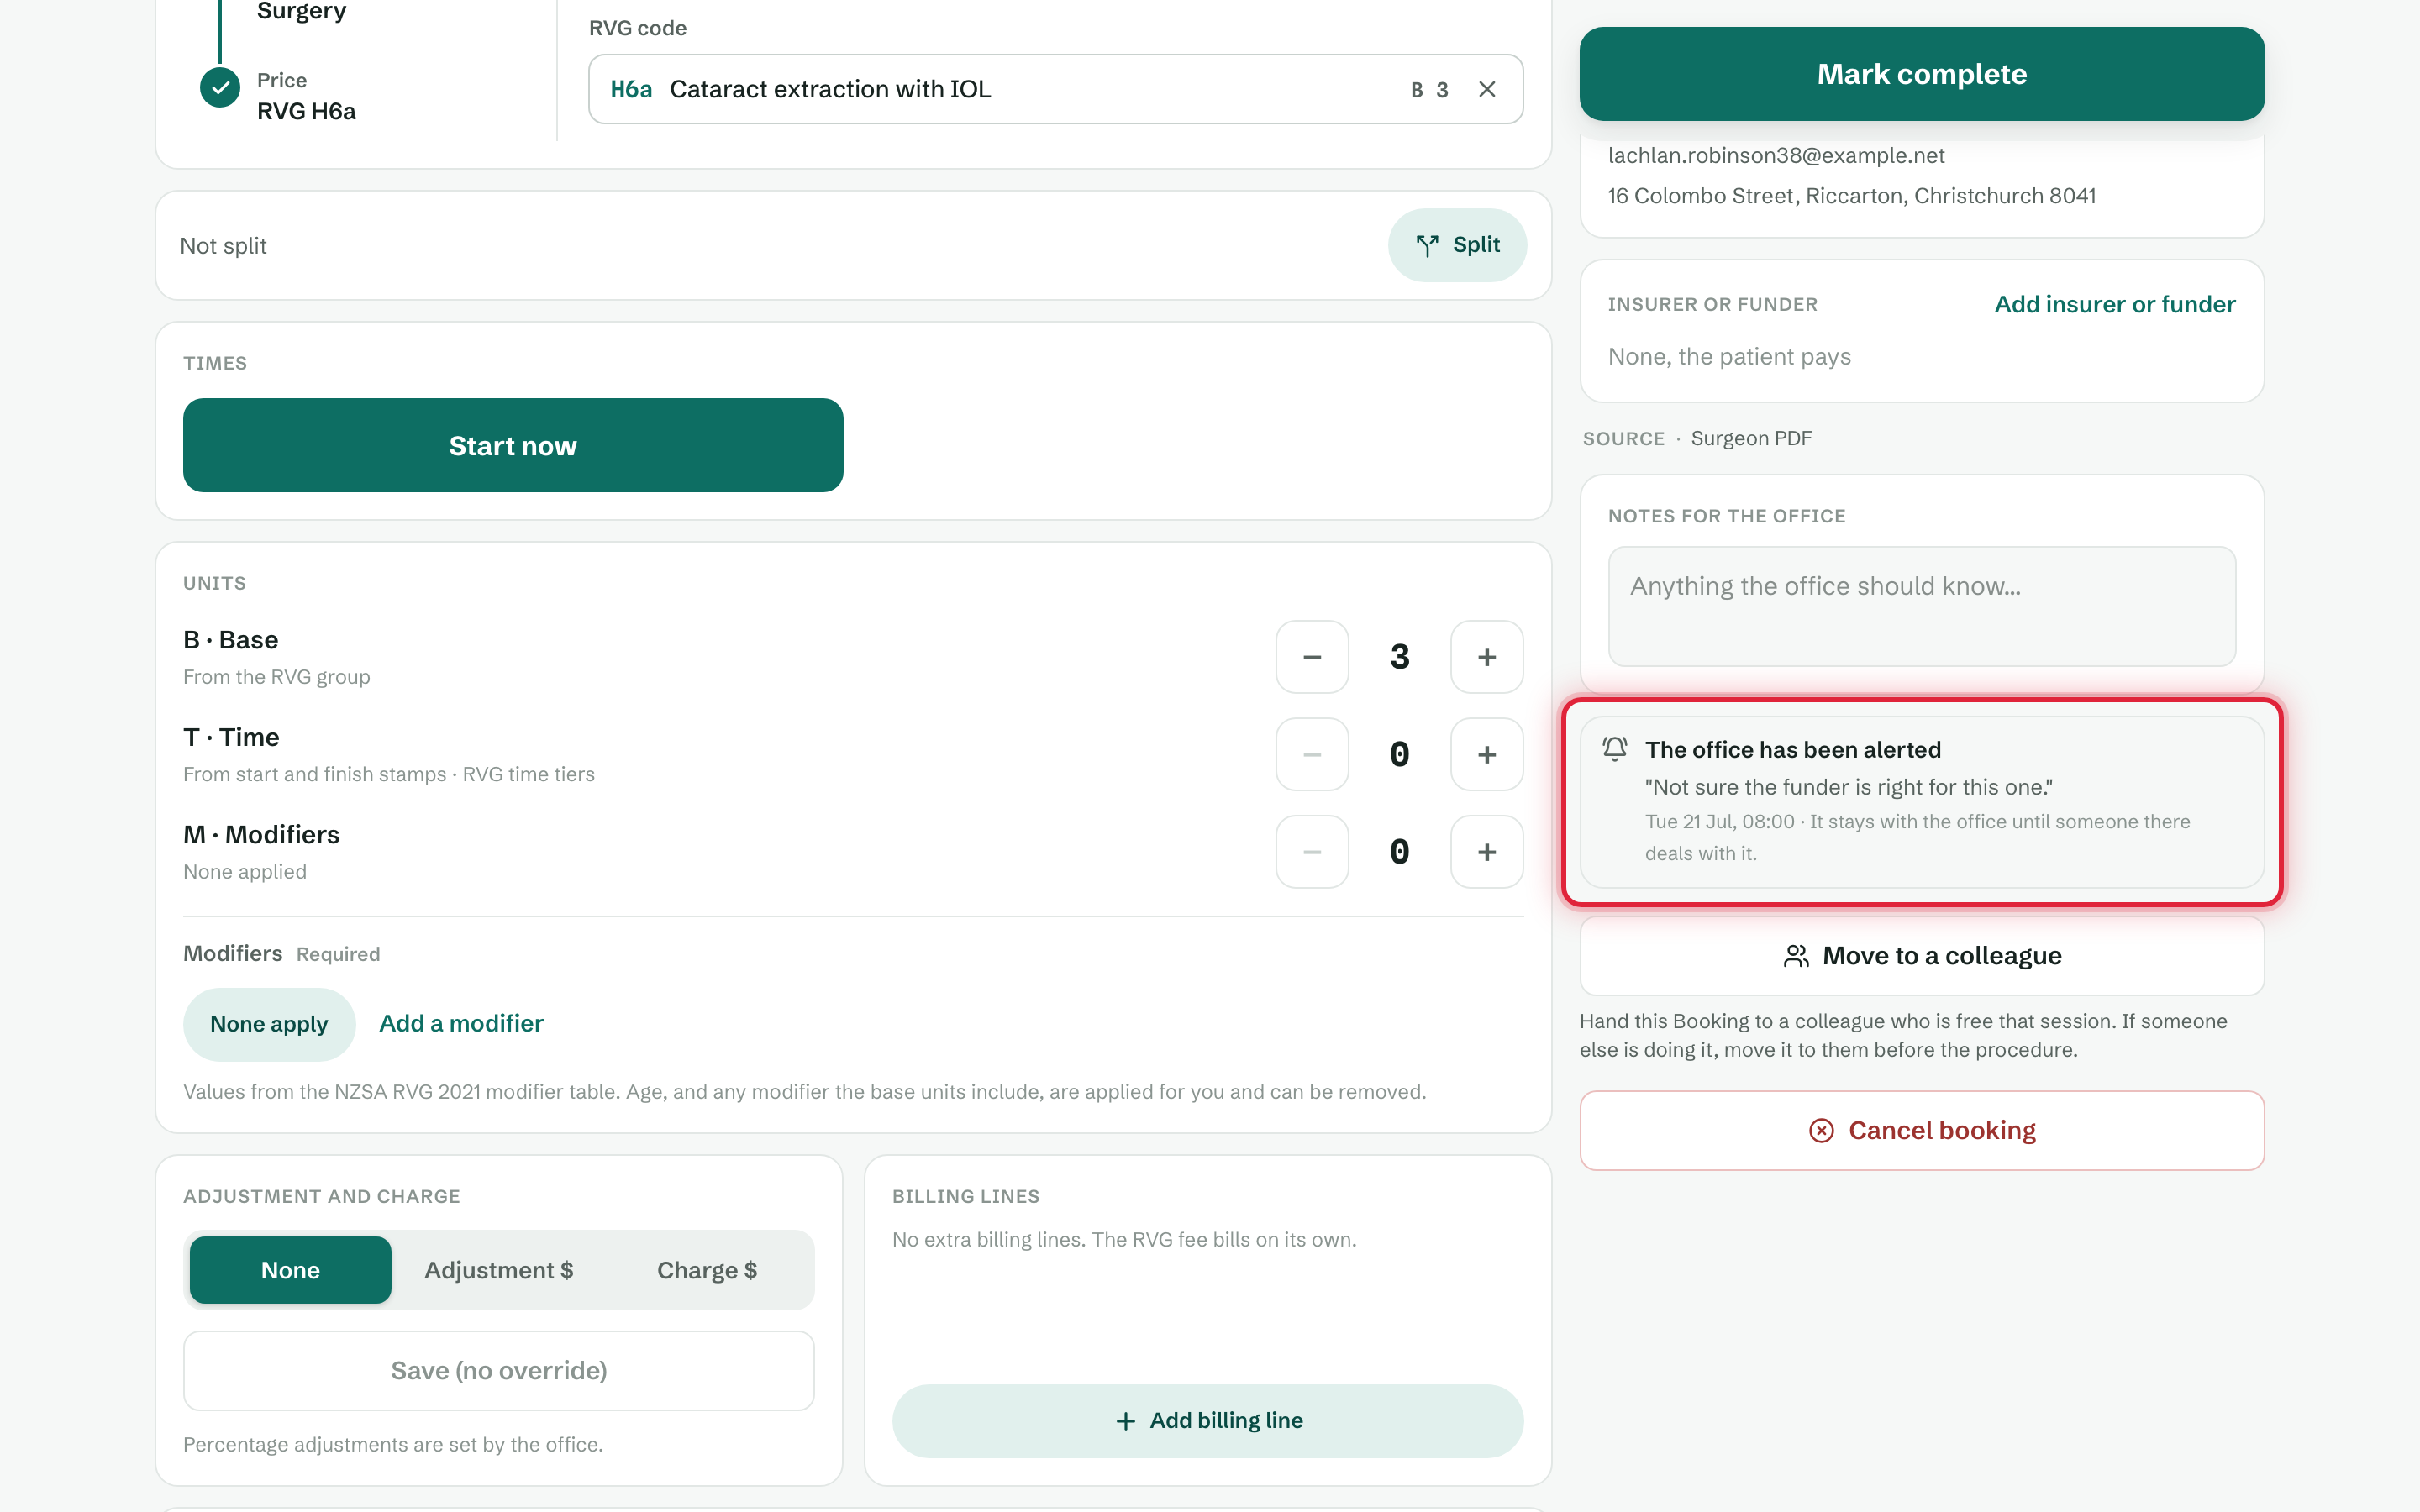 Surgery
Price
RVG H6a
RVG code
H6a Cataract extraction with IOL B 3
Not split
Split
TIMES
Start now
UNITS
B · Base
From the RVG group
3
T · Time
From start and finish stamps · RVG time tiers
0
M · Modifiers
None applied
0
Modifiers Required
None apply
Add a modifier
Values from the NZSA RVG 2021 modifier table. Age, and any modifier the base units include, are applied for you and can be removed.
ADJUSTMENT AND CHARGE
None
Adjustment $
Charge $
Save (no override)
Percentage adjustments are set by the office.
BILLING LINES
No extra billing lines. The RVG fee bills on its own.
+ Add billing line
Mark complete
lachlan.robinson38@example.net
16 Colombo Street, Riccarton, Christchurch 8041
INSURER OR FUNDER
Add insurer or funder
None, the patient pays
SOURCE · Surgeon PDF
NOTES FOR THE OFFICE
Anything the office should know...
The office has been alerted
"Not sure the funder is right for this one."
Tue 21 Jul, 08:00 · It stays with the office until someone there
deals with it.
Move to a colleague
Hand this Booking to a colleague who is free that session. If someone
else is doing it, move it to them before the procedure.
Cancel booking